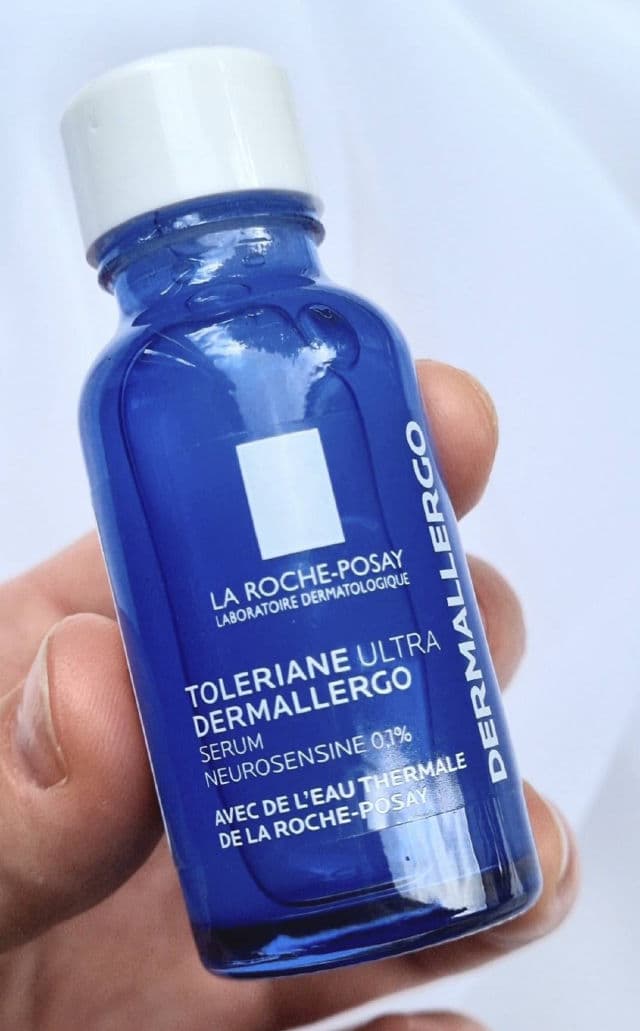 LA ROCHE-POSAY
LABORATOIRE DERMATOLOGIQUE
TOLERIANE ULTRA
DERMALLERGO
SERUM
NEUROSENSINE 0,1%
AVEC DE L'EAU THERMALE
DE LA ROCHE-POSAY
DERMALLERGO